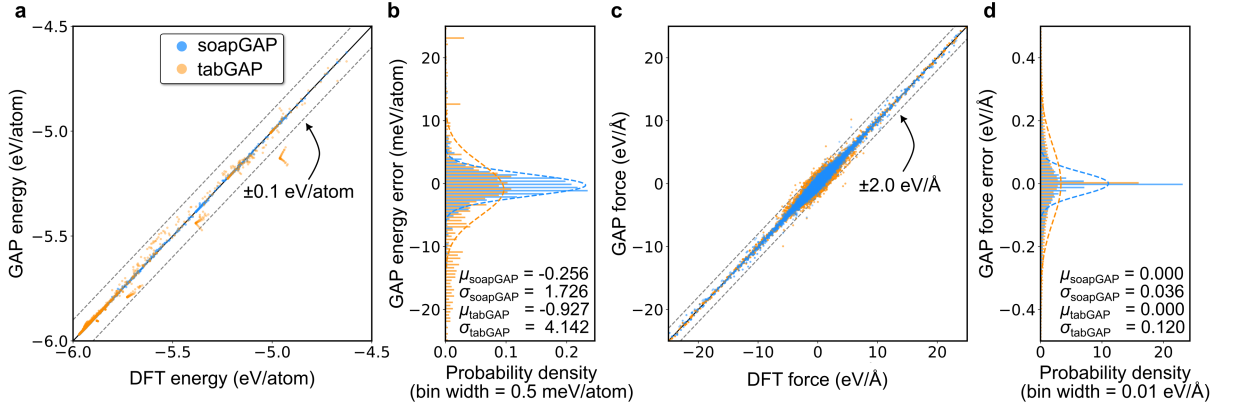 a
−4.5
−5.0
−5.5
−6.0
GAP energy (eV/atom)
soapGAP
tabGAP
±0.1 eV/atom
−6.0 −5.5 −5.0 −4.5
DFT energy (eV/atom)
b
20
10
0
−10
−20
GAP energy error (meV/atom)
μsoapGAP = -0.256
σsoapGAP = 1.726
μtabGAP = -0.927
σtabGAP = 4.142
0.0 0.1 0.2
Probability density
(bin width = 0.5 meV/atom)
c
20
10
0
−10
−20
GAP force (eV/Å)
±2.0 eV/Å
−20 −10 0 10 20
DFT force (eV/Å)
d
0.4
0.2
0.0
−0.2
−0.4
GAP force error (eV/Å)
μsoapGAP = 0.000
σsoapGAP = 0.036
μtabGAP = 0.000
σtabGAP = 0.120
0 10 20
Probability density
(bin width = 0.01 eV/Å)